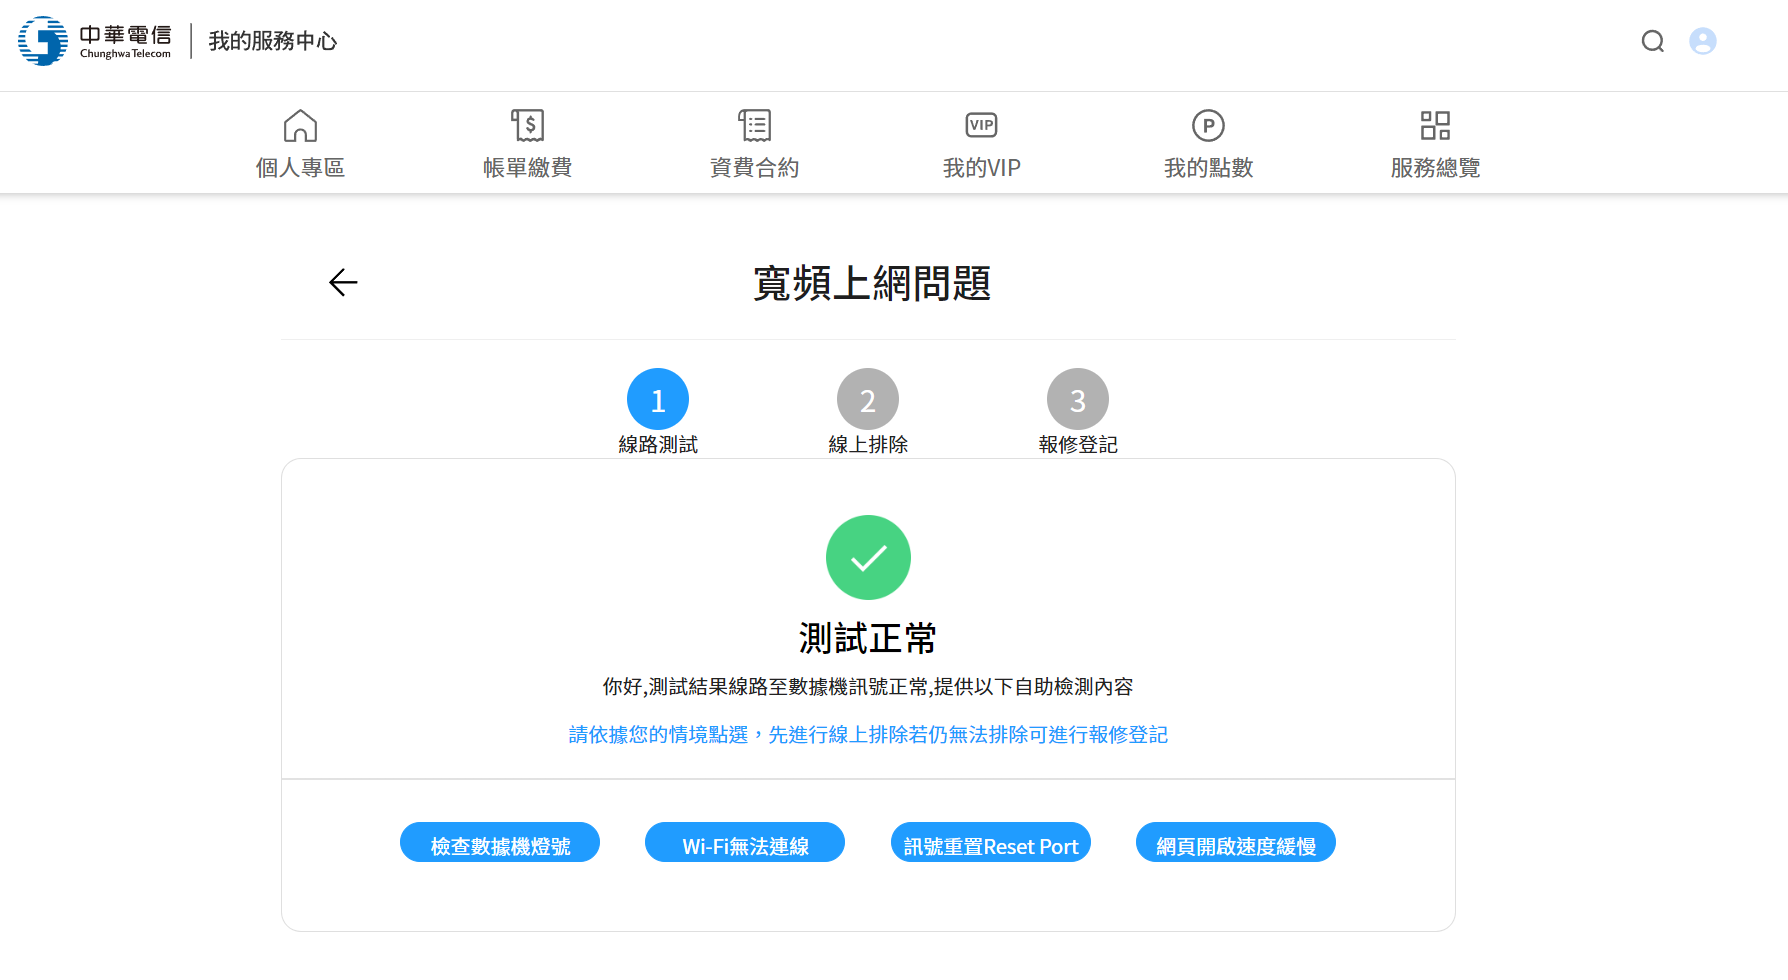 中華電信
Chunghwa Telecom
我的服務中心
個人專區
帳單繳費
資費合約
VIP
我的VIP
P
我的點數
服務總覽
寬頻上網問題
1
2
3
線路測試
線上排除
報修登記
測試正常
你好,測試結果線路至數據機訊號正常,提供以下自助檢測內容
請依據您的情境點選，先進行線上排除若仍無法排除可進行報修登記
檢查數據機燈號
Wi-Fi無法連線
訊號重置Reset Port
網頁開啟速度緩慢